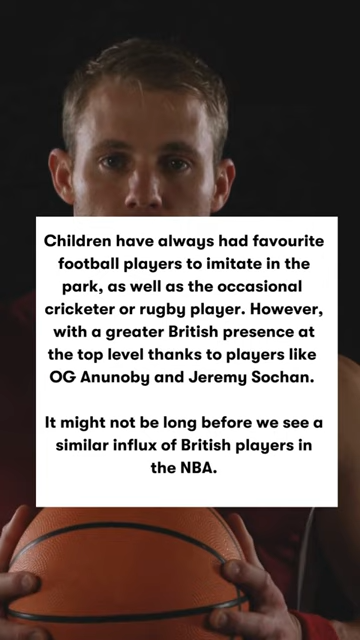 Children have always had favourite
football players to imitate in the
park, as well as the occasional
cricketer or rugby player. However,
with a greater British presence at
the top level thanks to players like
OG Anunoby and Jeremy Sochan.
It might not be long before we see a
similar influx of British players in
the NBA.